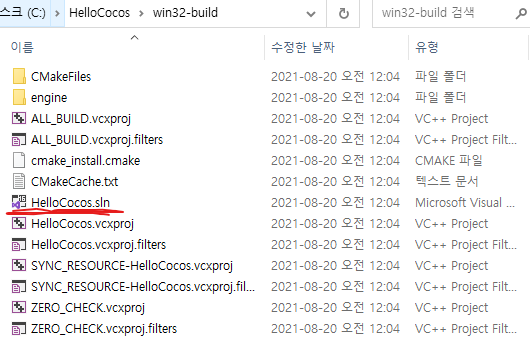 스크 (C:) > HelloCocos > win32-build
win32-build 검색
이름 수정한 날짜 유형
CMakeFiles 2021-08-20 오전 12:04 파일 폴더
engine 2021-08-20 오전 12:04 파일 폴더
ALL_BUILD.vcxproj 2021-08-20 오전 12:04 VC++ Project
ALL_BUILD.vcxproj.filters 2021-08-20 오전 12:04 VC++ Project Filt...
cmake_install.cmake 2021-08-20 오전 12:04 CMAKE 파일
CMakeCache.txt 2021-08-20 오전 12:04 텍스트 문서
HelloCocos.sln 2021-08-20 오전 12:04 Microsoft Visual ...
HelloCocos.vcxproj 2021-08-20 오전 12:04 VC++ Project
HelloCocos.vcxproj.filters 2021-08-20 오전 12:04 VC++ Project Filt...
SYNC_RESOURCE-HelloCocos.vcxproj 2021-08-20 오전 12:04 VC++ Project
SYNC_RESOURCE-HelloCocos.vcxproj.fil... 2021-08-20 오전 12:04 VC++ Project Filt...
ZERO_CHECK.vcxproj 2021-08-20 오전 12:04 VC++ Project
ZERO_CHECK.vcxproj.filters 2021-08-20 오전 12:04 VC++ Project Filt...